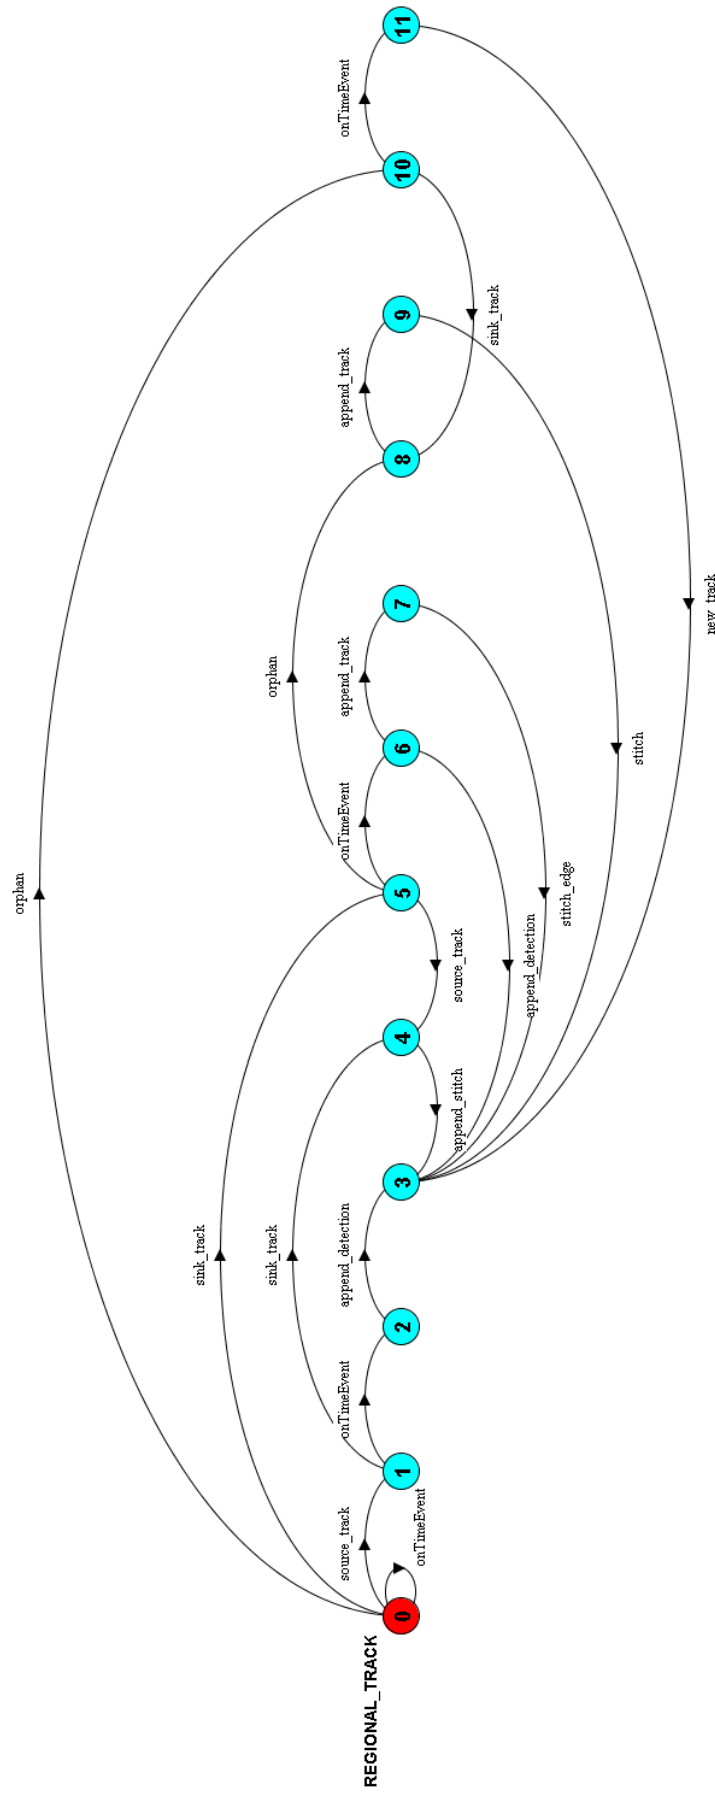 REGIONAL_TRACK
0
1
2
3
4
5
6
7
8
9
10
11
orphan
sink_track
sink_track
orphan
source_track
onTimeEvent
append_detection
onTimeEvent
append_track
append_track
onTimeEvent
onTimeEvent
append_stitch
source_track
append_detection
stitch_edge
sink_track
stitch
new_track